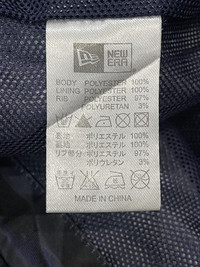 NEW ERA
BODY POLYESTER 100%
LINING POLYESTER 100%
RIB POLYESTER 97%
POLYURETAN 3%
表地 ポリエステル 100%
裏地 ポリエステル 100%
リブ部分 ポリエステル 97%
ポリウレタン 3%
MADE IN CHINA